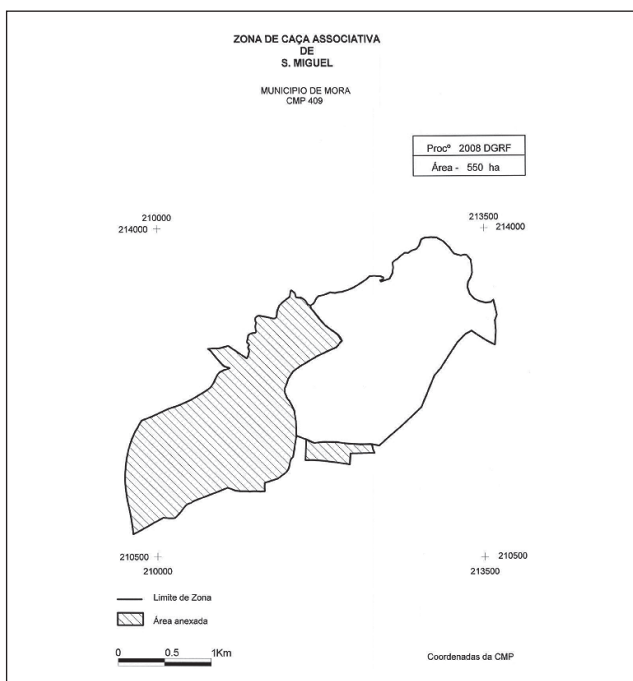 ZONA DE CAÇA ASSOCIATIVA
DE
S. MIGUEL
MUNICIPIO DE MORA
CMP 409
Procº 2008 DGRF
Área - 550 ha
210000
214000
213500
214000
210500
210000
210500
213500
Limite de Zona
Área anexada
0 0.5 1Km
Coordenadas da CMP